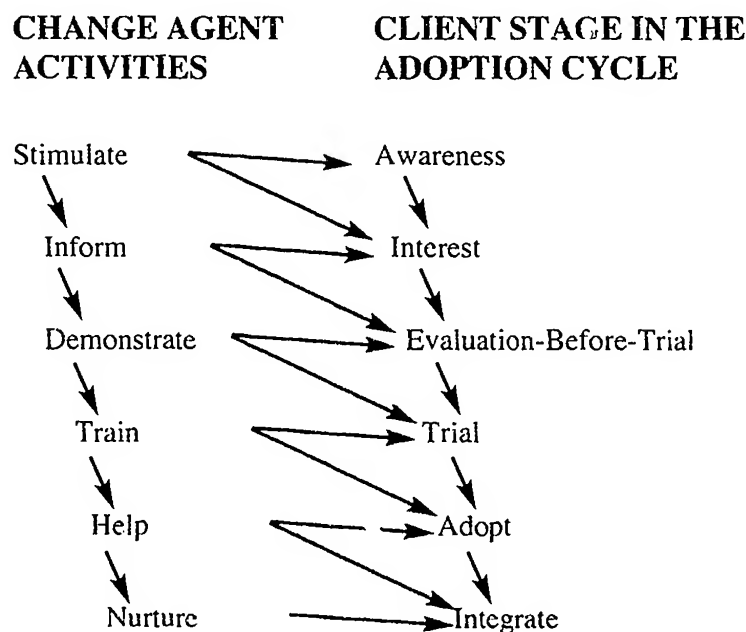 CHANGE AGENT
ACTIVITIES
CLIENT STAGE IN THE
ADOPTION CYCLE
Stimulate
Awareness
Inform
Interest
Demonstrate
Evaluation-Before-Trial
Train
Trial
Help
Adopt
Nurture
Integrate